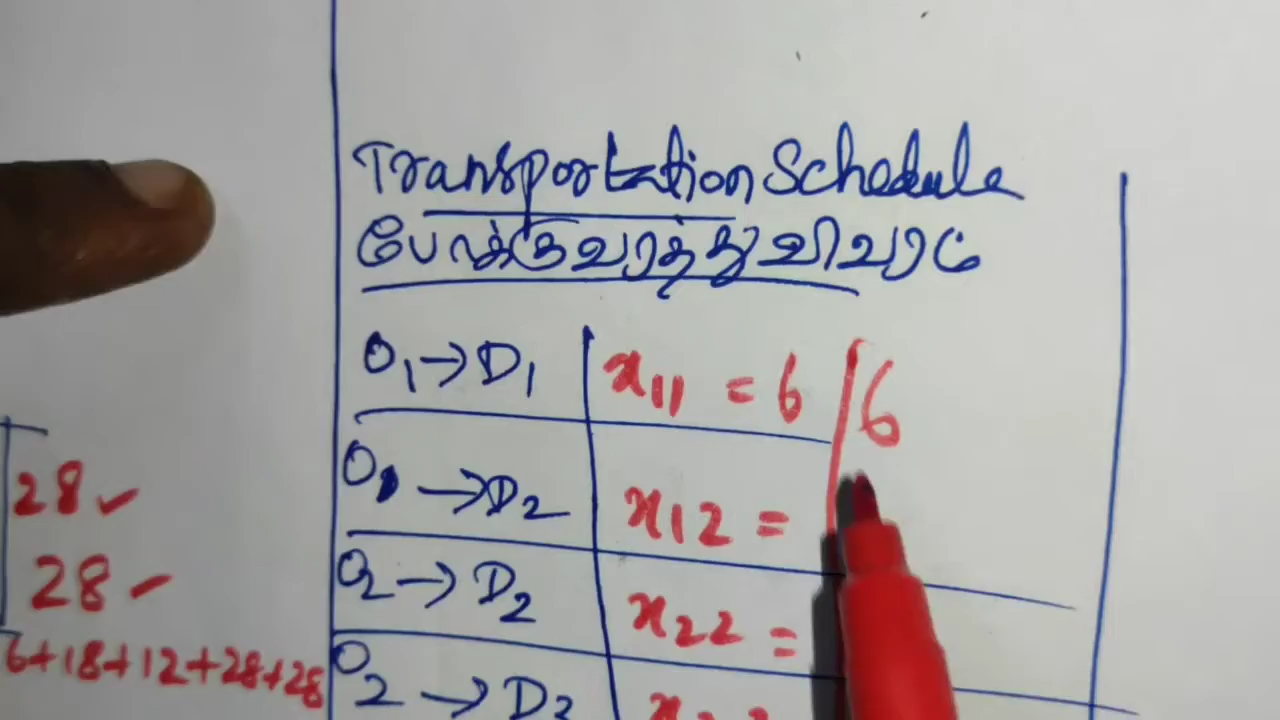 Transportation Schedule
போக்குவரத்து விவரம்
O1 → D1 | x11 = 6 | 6
O1 → D2 | x12 =
O2 → D2 | x22 =
O2 → D3
28 ✓
28 ✓
6+18+12+28+28